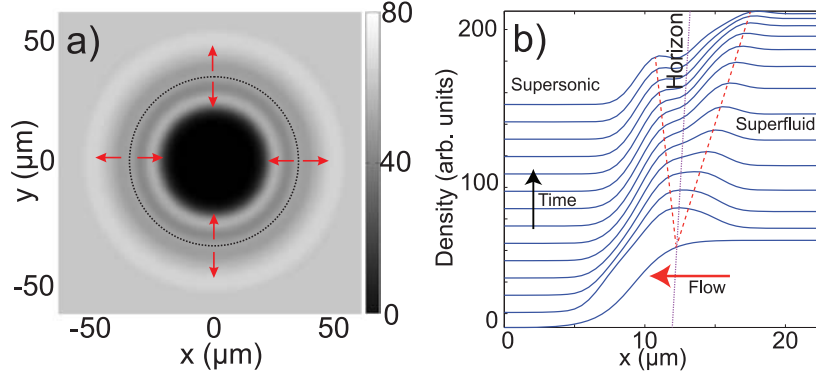 a)
50
0
-50
y (µm)
-50
0
50
x (µm)
80
40
0
b)
200
100
0
Density (arb. units)
Supersonic
Horizon
Superfluid
Time
Flow
0
10
20
x (µm)